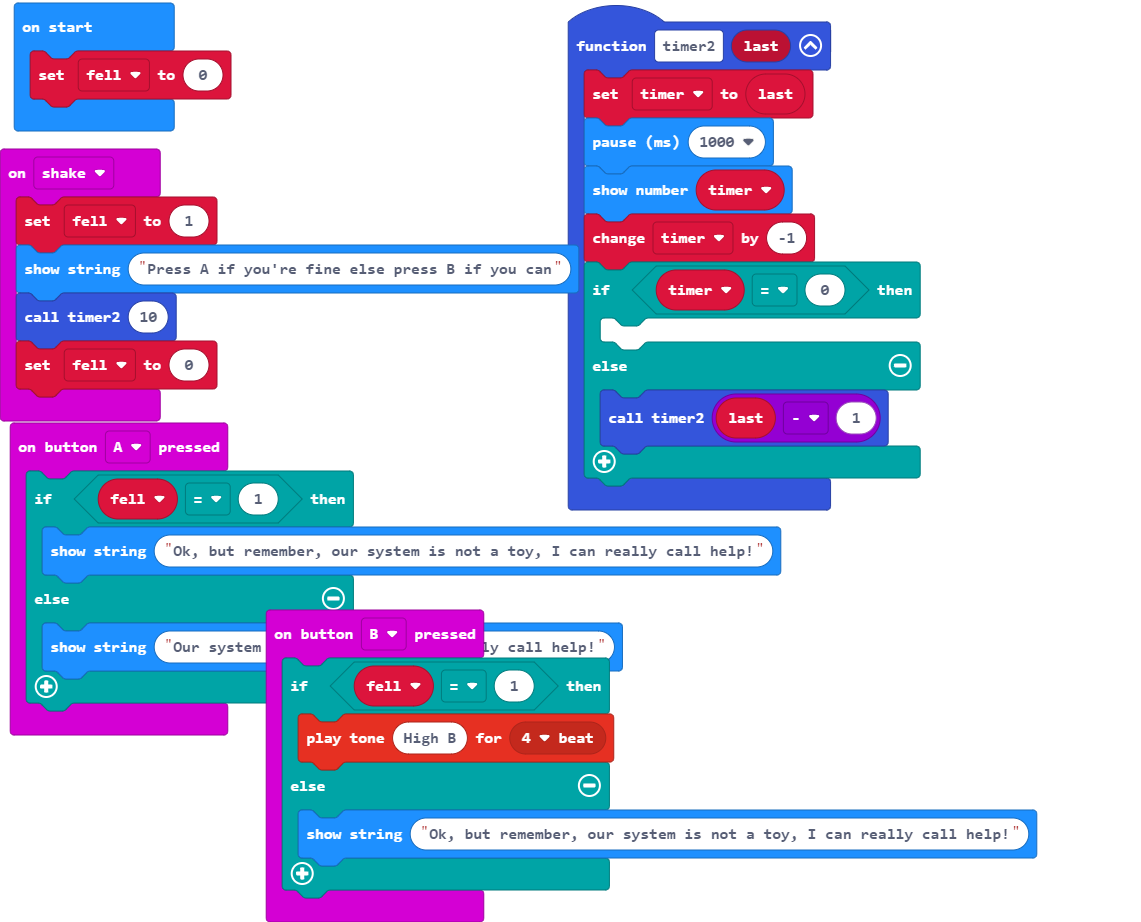 on start
set fell to 0
on shake
set fell to 1
show string "Press A if you're fine else press B if you can"
call timer2 10
set fell to 0
function timer2 last
set timer to last
pause (ms) 1000
show number timer
change timer by -1
if timer = 0 then
else
call timer2 last - 1
on button A pressed
if fell = 1 then
show string "Ok, but remember, our system is not a toy, I can really call help!"
else
show string "Our system ly call help!"
on button B pressed
if fell = 1 then
play tone High B for 4 beat
else
show string "Ok, but remember, our system is not a toy, I can really call help!"